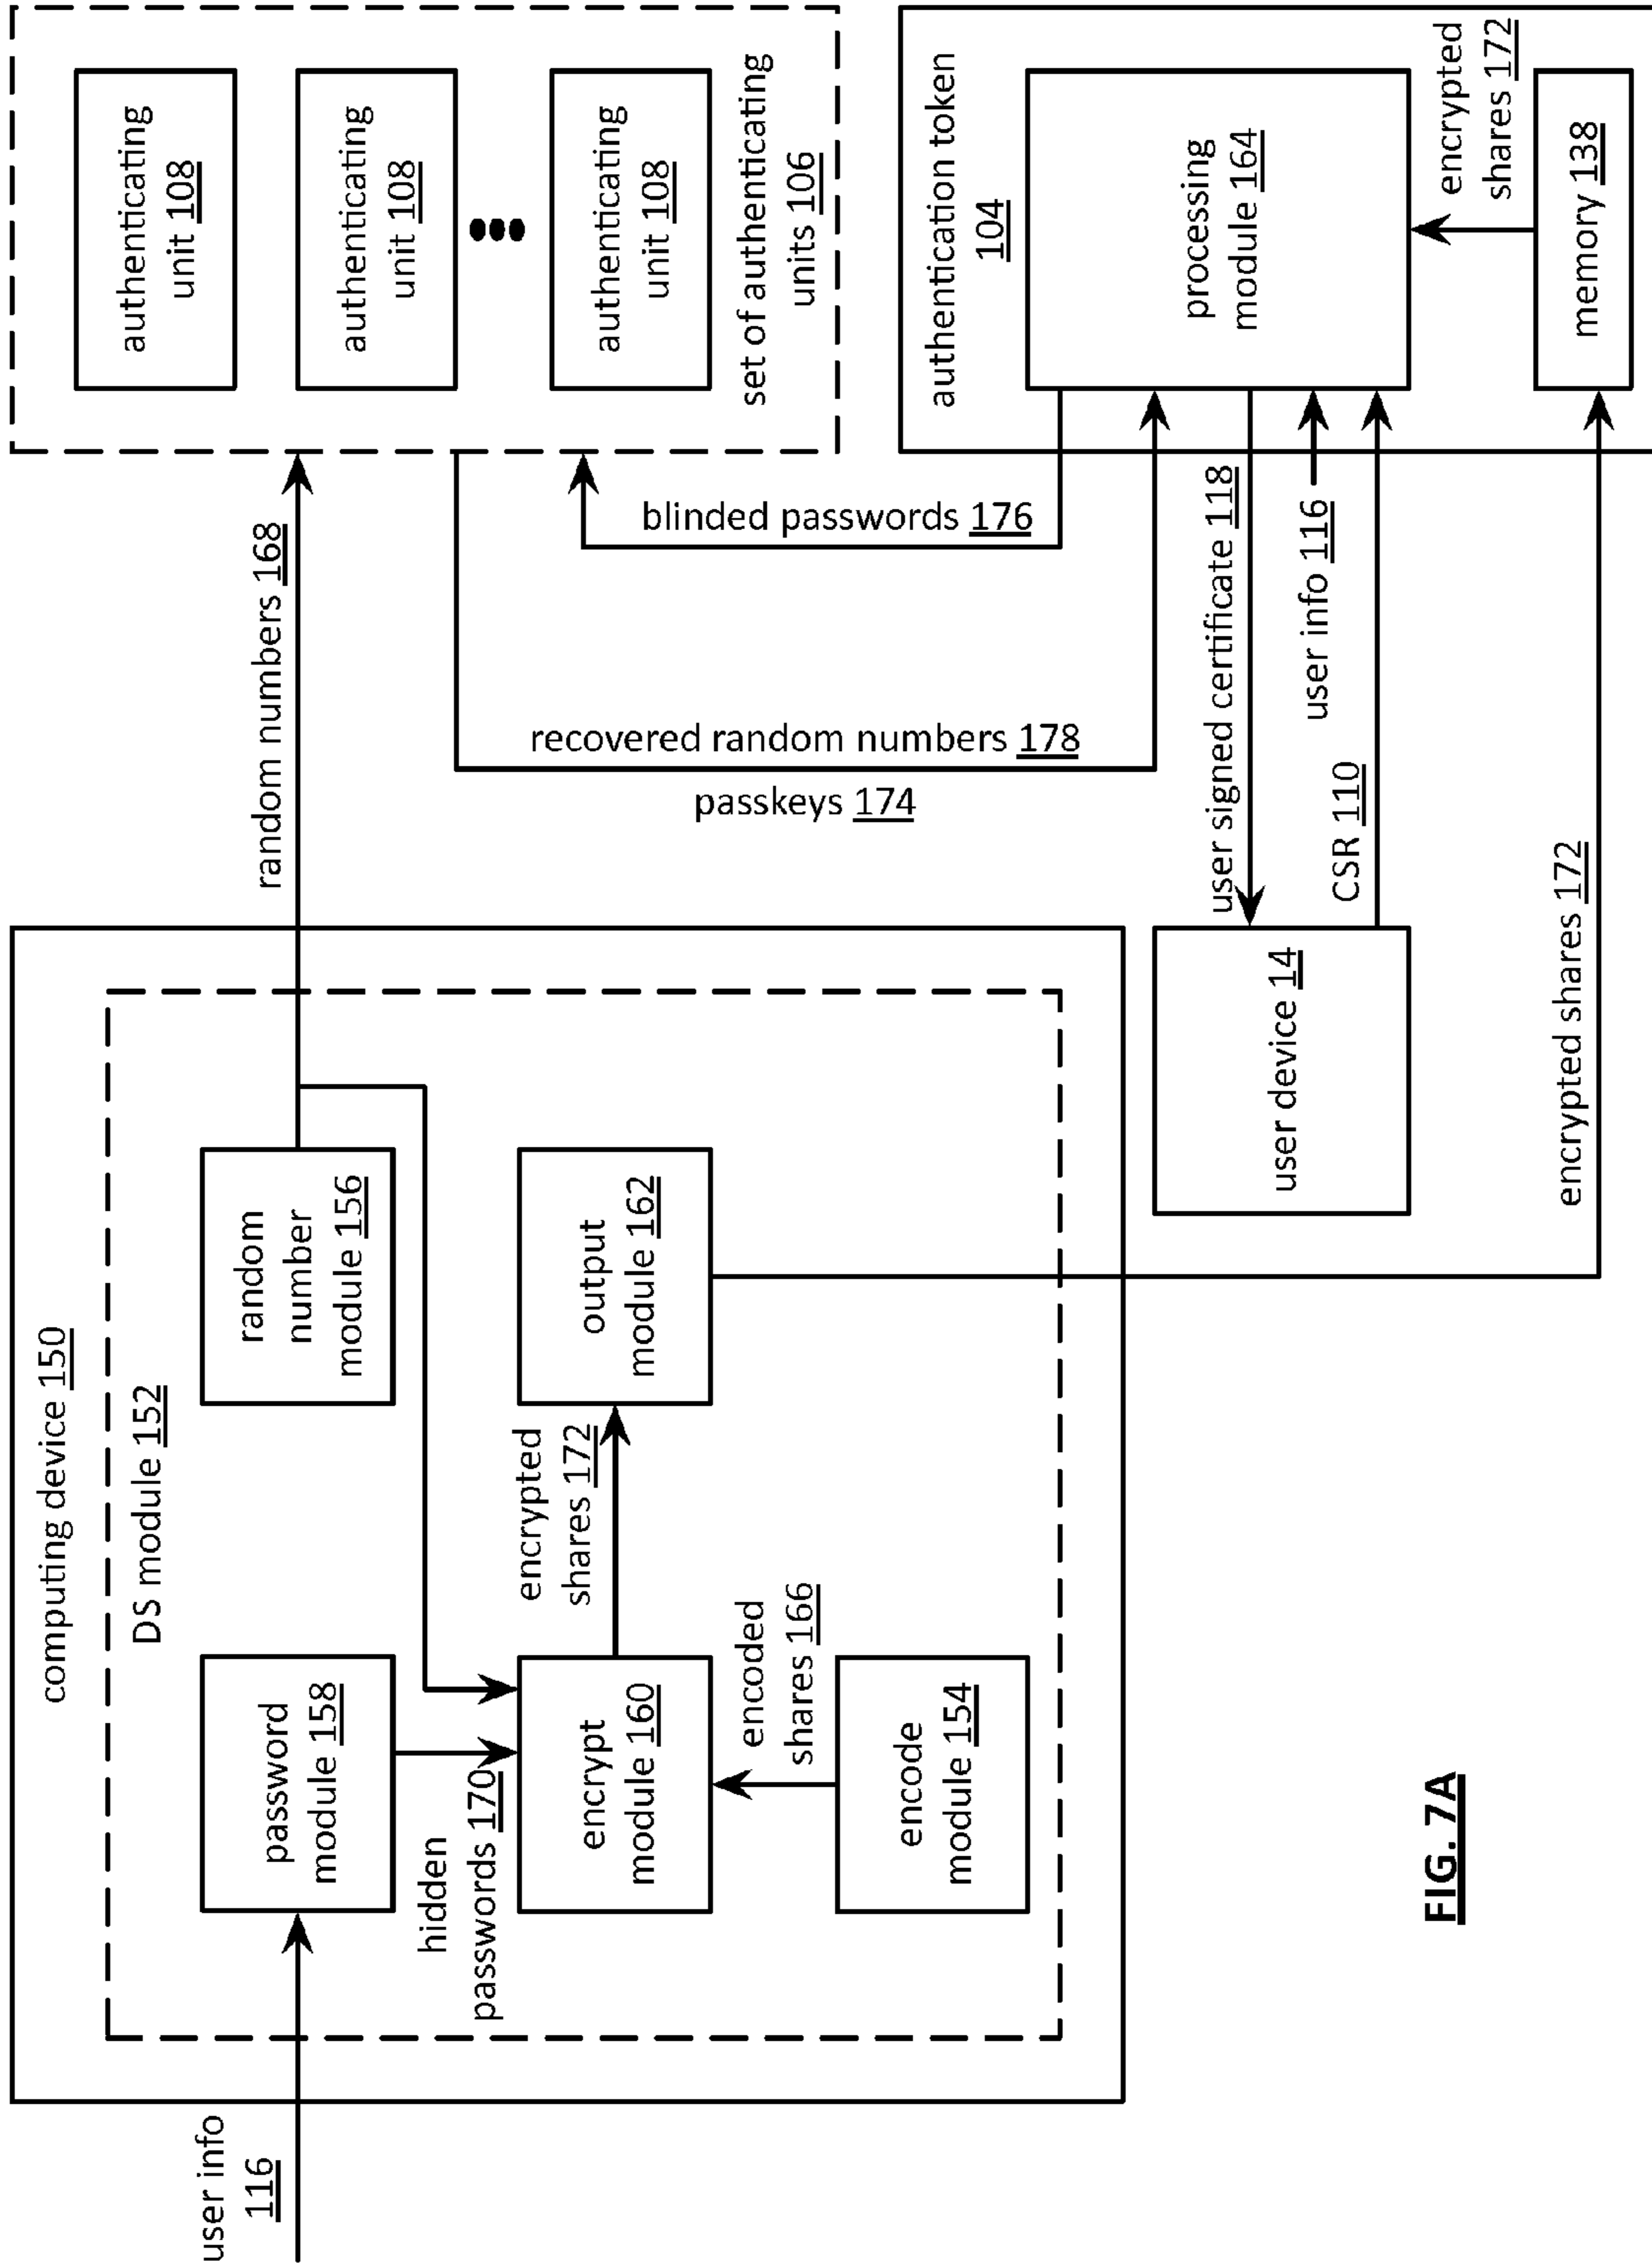 computing device 150
DS module 152
user info
116
password
module 158
random
number
module 156
hidden
passwords 170
encrypt
module 160
encrypted
shares 172
output
module 162
encoded
shares 166
encode
module 154
random numbers 168
authenticating
unit 108
authenticating
unit 108
authenticating
unit 108
set of authenticating
units 106
blinded passwords 176
recovered random numbers 178
passkeys 174
authentication token
104
processing
module 164
user signed certificate 118
user info 116
CSR 110
user device 14
encrypted
shares 172
encrypted shares 172
memory 138
FIG. 7A